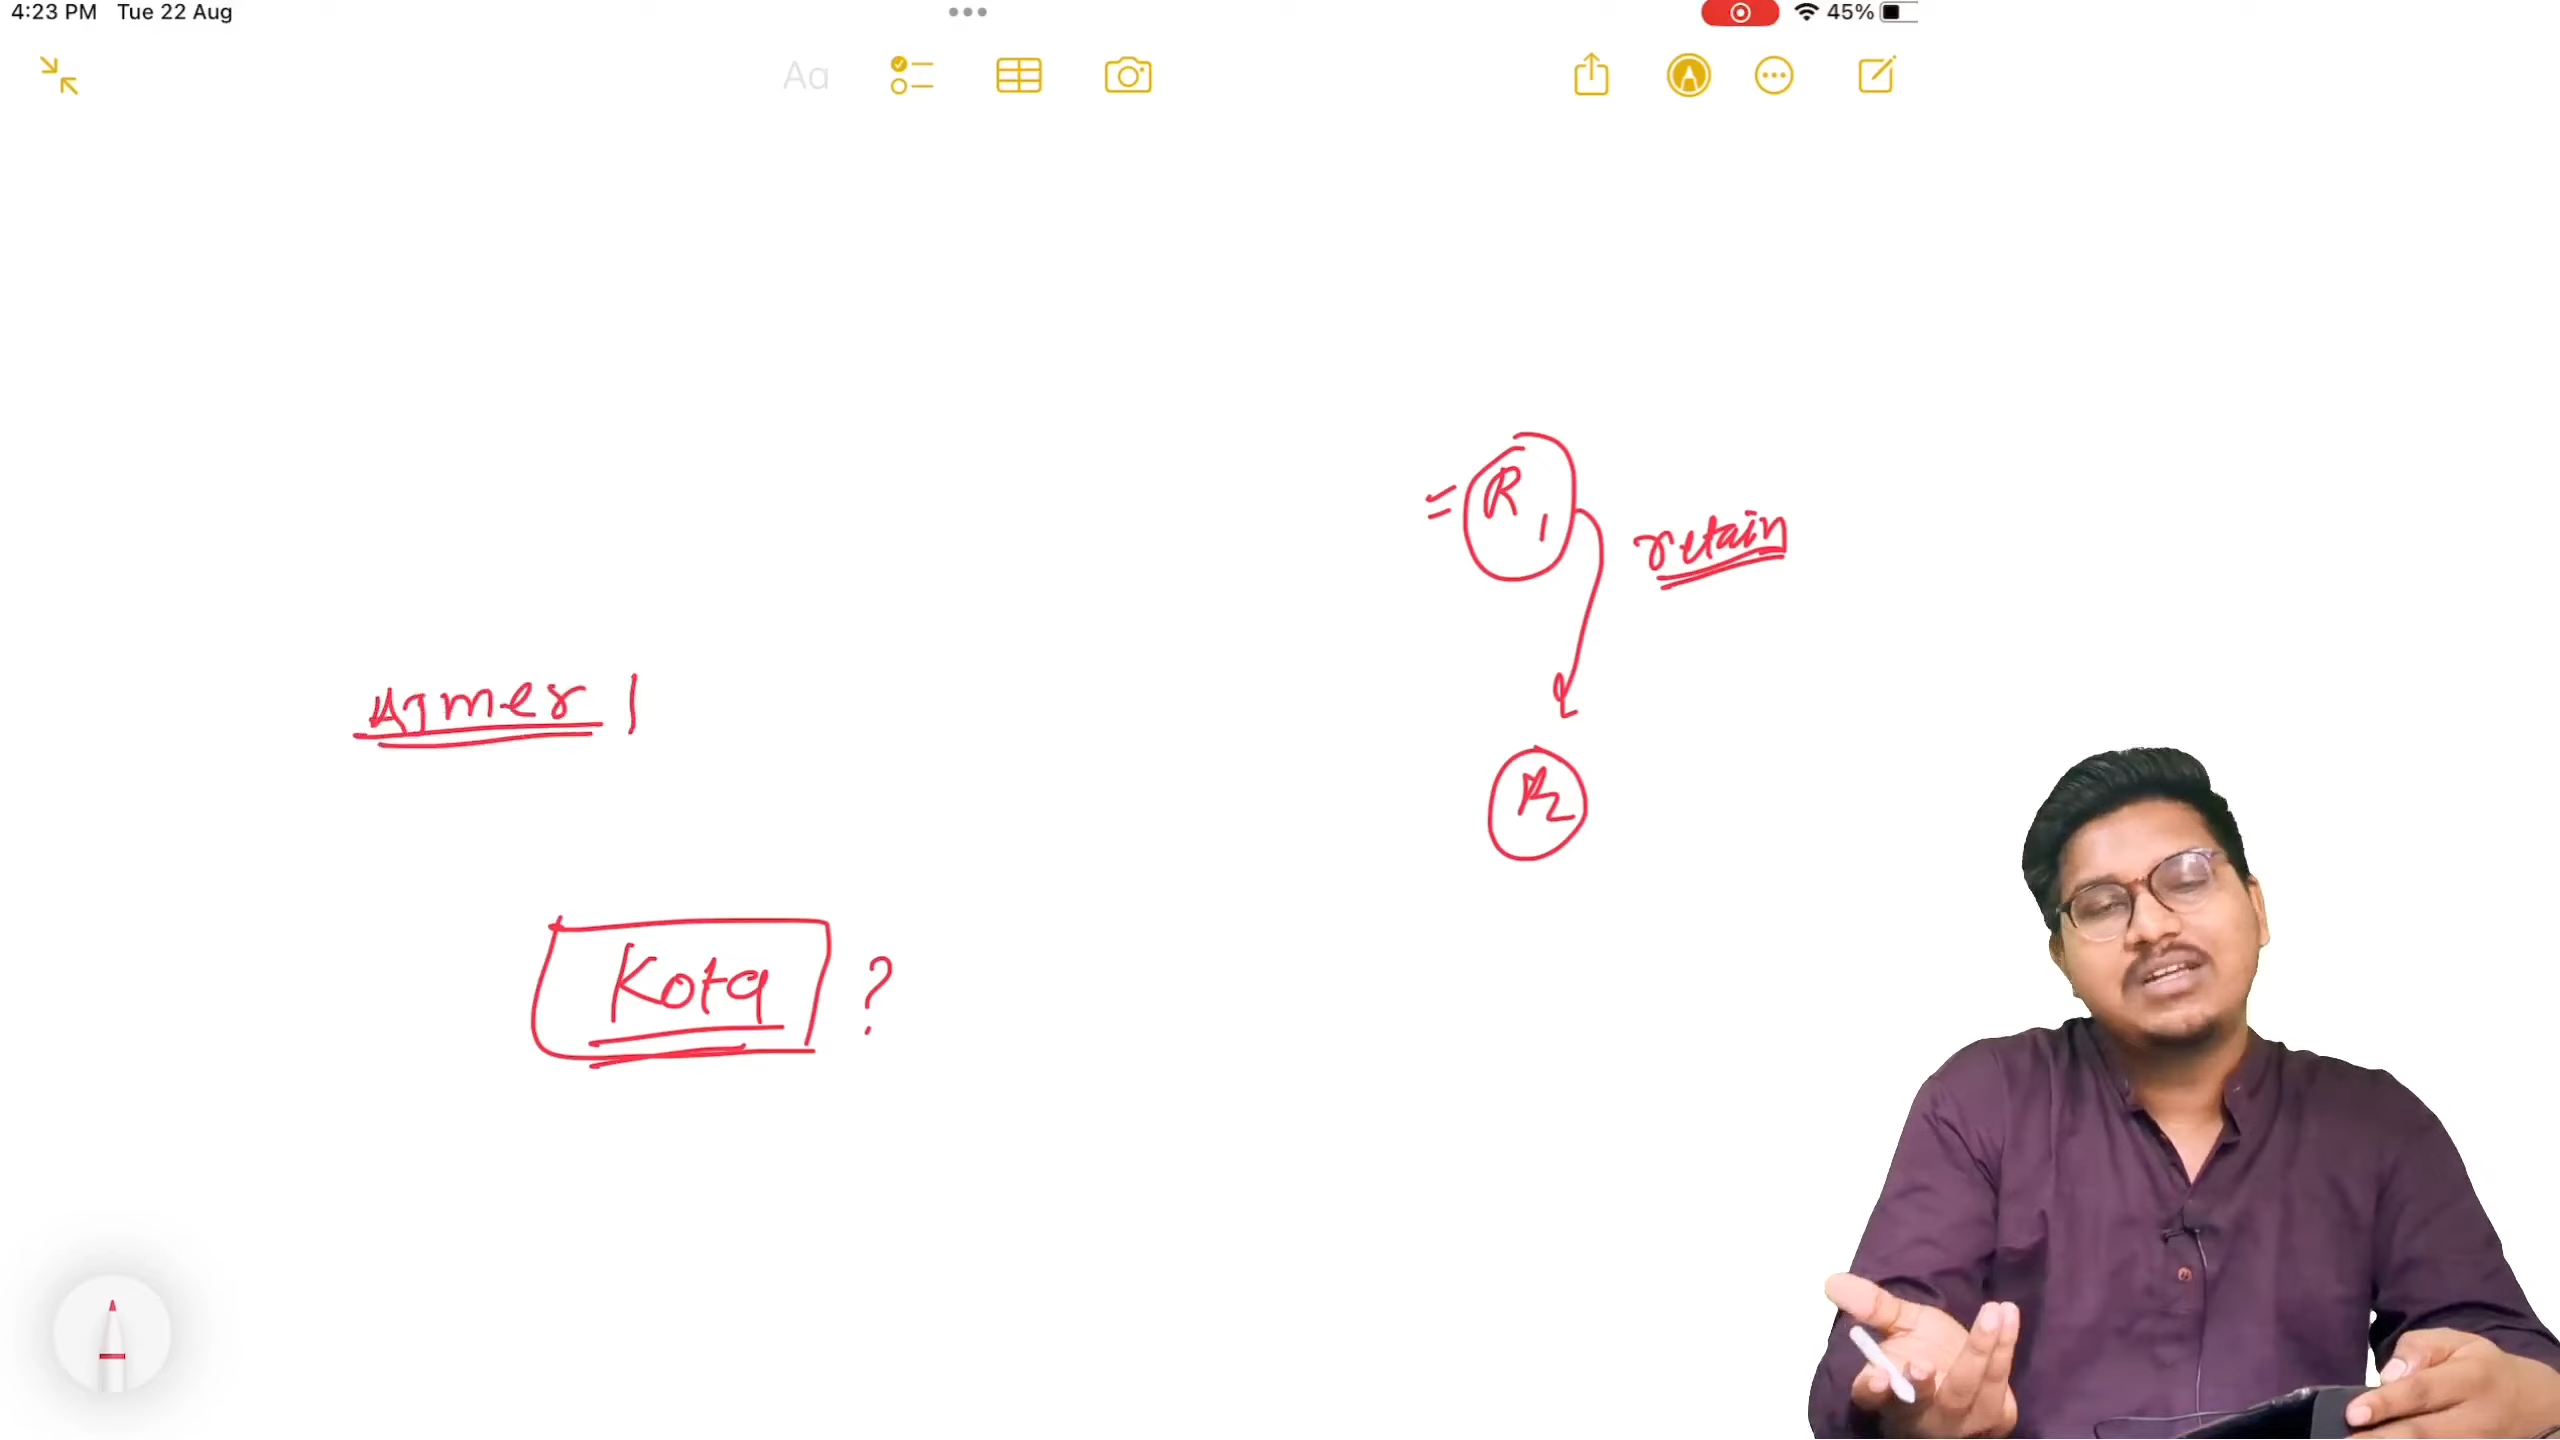 4:23 PM Tue 22 Aug
45%
Aa
= R1
retain
R2
Ajmer |
Kota ?